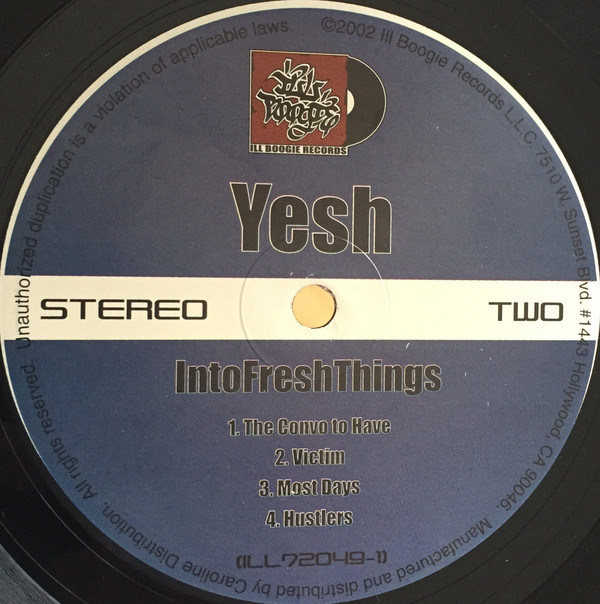 ©2002 Ill Boogie Records L.L.C. 7510 W. Sunset Blvd. #1443 Hollywood, CA 90046. Manufactured and distributed by Caroline Distribution. All rights reserved. Unauthorized duplication is a violation of applicable laws
ILL BOOGIE RECORDS
Yesh
STEREO TWO
IntoFreshThings
1. The Convo to Have
2. Victim
3. Most Days
4. Hustlers
(ILL72049-1)